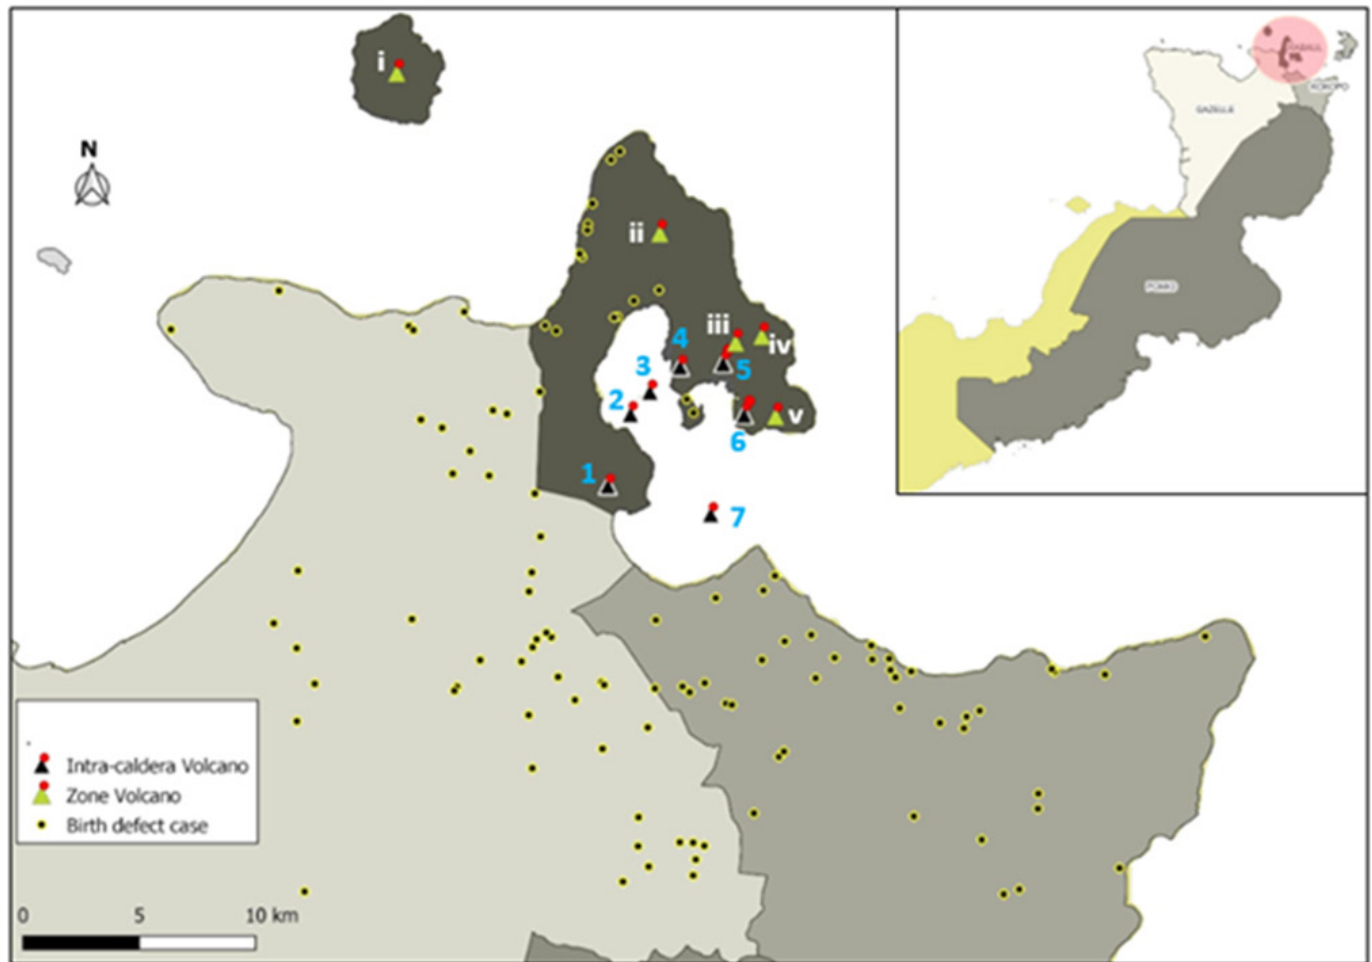 i
N
ii
iii
iv
4
5
3
2
v
6
1
7
Intra-caldera Volcano
Zone Volcano
Birth defect case
0 5 10 km
GAZELLE
POMIO